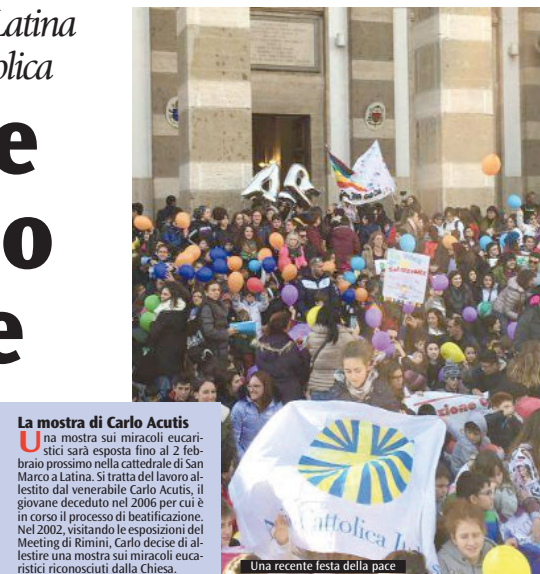 Latina
olica
e
o
e
La mostra di Carlo Acutis
Una mostra sui miracoli eucari-
stici sarà esposta fino al 2 feb-
braio prossimo nella cattedrale di San
Marco a Latina. Si tratta del lavoro al-
lestito dal venerabile Carlo Acutis, il
giovane deceduto nel 2006 per cui è
in corso il processo di beatificazione.
Nel 2002, visitando le esposizioni del
Meeting di Rimini, Carlo decise di al-
lestire una mostra sui miracoli euca-
ristici riconosciuti dalla Chiesa.
AR
zione
attolica
Una recente festa della pace